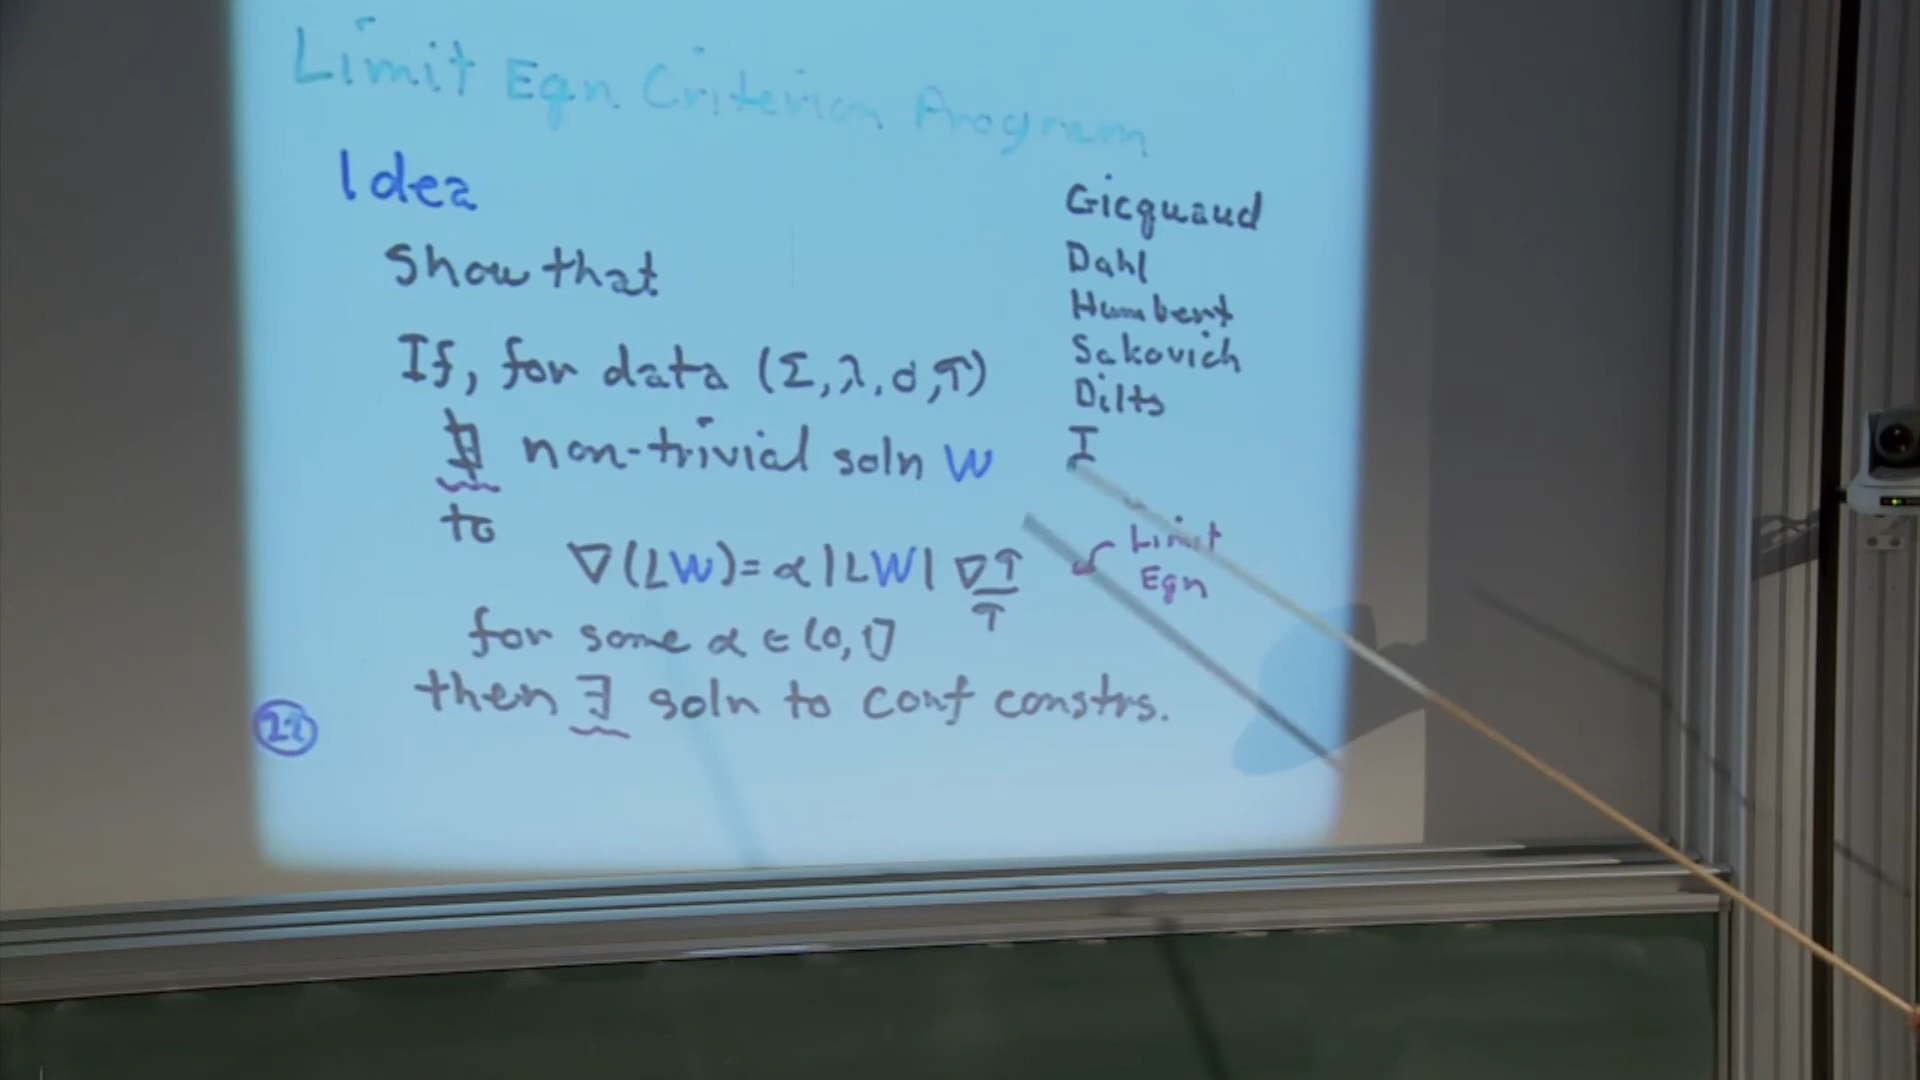 Limit Eqn. Criterion Program
Idea
Show that
If, for data (Σ, λ, σ, τ)
∄ non-trivial soln W
to
∇(LW) = α |LW| ∇τ/τ
for some α ∈ (0,1]
then ∃ soln to conf constrs.
22
Gicquaud
Dahl
Humbert
Sakovich
Dilts
I
Limit
Eqn